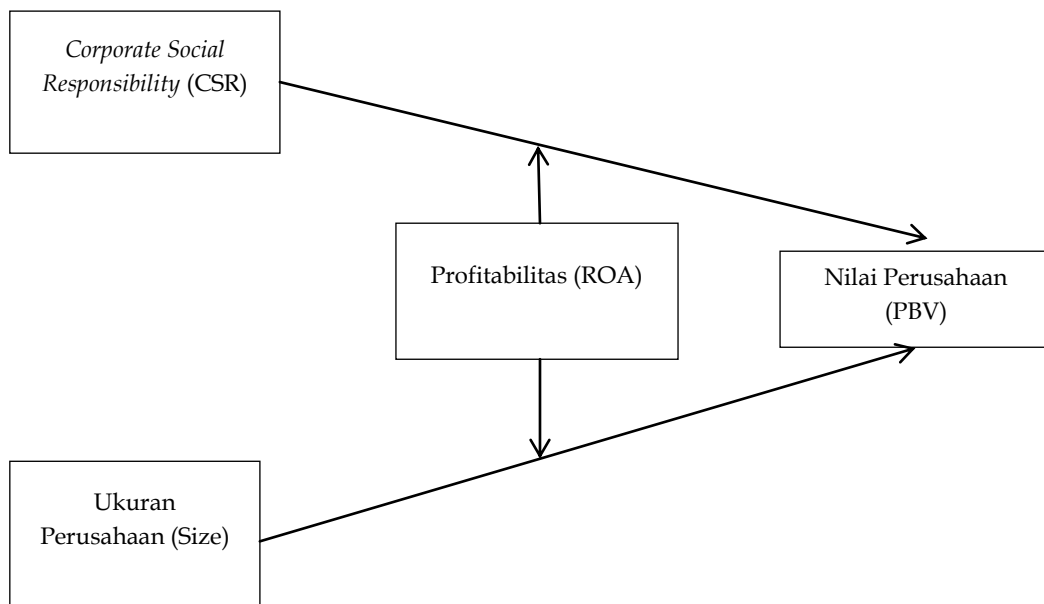 Corporate Social
Responsibility (CSR)
Profitabilitas (ROA)
Nilai Perusahaan
(PBV)
Ukuran
Perusahaan (Size)